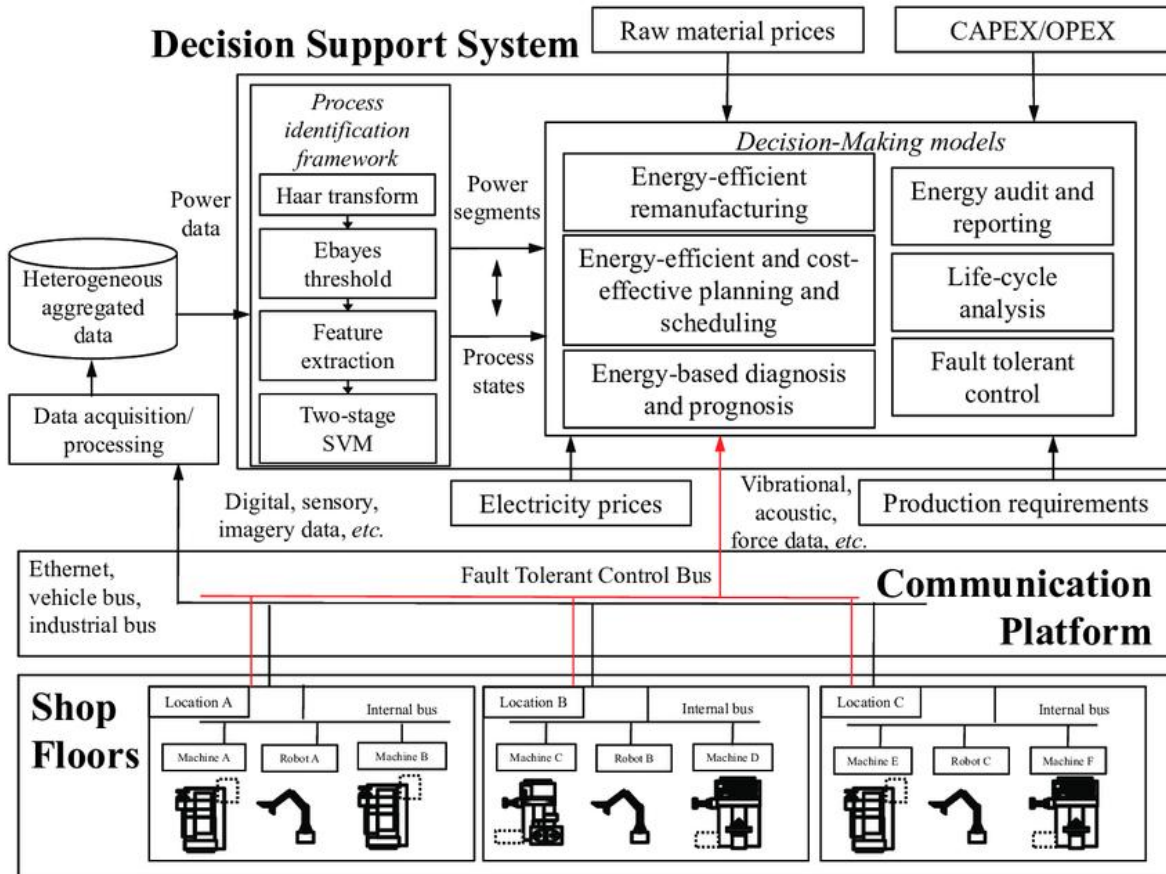 Decision Support System
Raw material prices
CAPEX/OPEX
Process
identification
framework
Haar transform
Ebayes
threshold
Feature
extraction
Two-stage
SVM
Power
data
Heterogeneous
aggregated
data
Data acquisition/
processing
Power
segments
Process
states
Decision-Making models
Energy-efficient
remanufacturing
Energy-efficient and cost-
effective planning and
scheduling
Energy-based diagnosis
and prognosis
Energy audit and
reporting
Life-cycle
analysis
Fault tolerant
control
Digital, sensory,
imagery data, etc.
Electricity prices
Vibrational,
acoustic,
force data, etc.
Production requirements
Ethernet,
vehicle bus,
industrial bus
Fault Tolerant Control Bus
Communication
Platform
Shop
Floors
Location A
Internal bus
Machine A
Robot A
Machine B
Location B
Internal bus
Machine C
Robot B
Machine D
Location C
Internal bus
Machine E
Robot C
Machine F